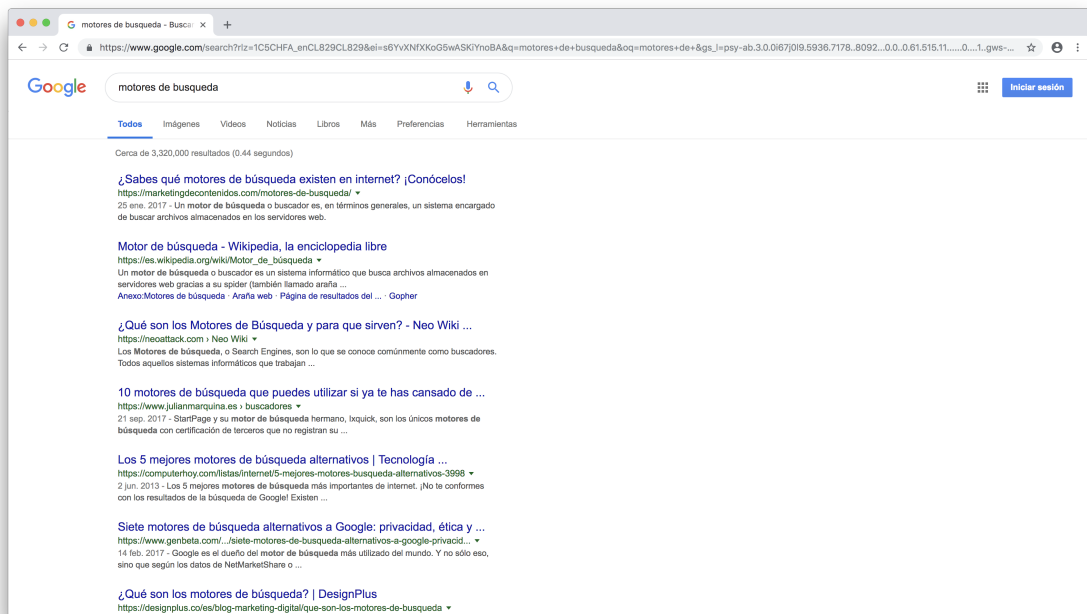 motores de busqueda - Buscar
https://www.google.com/search?rlz=1C5CHFA_enCL829CL829&ei=s6YvXNfXKoG5wASKiYnoBA&q=motores+de+busqueda&oq=motores+de+&gs_l=psy-ab.3.0.0i67j0l9.5936.7178..8092...0.0..0.61.515.11......0....1..gws-...
Google
motores de busqueda
Iniciar sesión
Todos Imágenes Videos Noticias Libros Más Preferencias Herramientas
Cerca de 3,320,000 resultados (0.44 segundos)
¿Sabes qué motores de búsqueda existen en internet? ¡Conócelos!
https://marketingdecontenidos.com/motores-de-busqueda/
25 ene. 2017 - Un motor de búsqueda o buscador es, en términos generales, un sistema encargado
de buscar archivos almacenados en los servidores web.
Motor de búsqueda - Wikipedia, la enciclopedia libre
https://es.wikipedia.org/wiki/Motor_de_búsqueda
Un motor de búsqueda o buscador es un sistema informático que busca archivos almacenados en
servidores web gracias a su spider (también llamado araña ...
Anexo:Motores de búsqueda · Araña web · Página de resultados del ... · Gopher
¿Qué son los Motores de Búsqueda y para que sirven? - Neo Wiki ...
https://neoattack.com › Neo Wiki
Los Motores de búsqueda, o Search Engines, son lo que se conoce comúnmente como buscadores.
Todos aquellos sistemas informáticos que trabajan ...
10 motores de búsqueda que puedes utilizar si ya te has cansado de ...
https://www.julianmarquina.es › buscadores
21 sep. 2017 - StartPage y su motor de búsqueda hermano, Ixquick, son los únicos motores de
búsqueda con certificación de terceros que no registran su ...
Los 5 mejores motores de búsqueda alternativos | Tecnología ...
https://computerhoy.com/listas/internet/5-mejores-motores-busqueda-alternativos-3998
2 jun. 2013 - Los 5 mejores motores de búsqueda más importantes de internet. ¡No te conformes
con los resultados de la búsqueda de Google! Existen ...
Siete motores de búsqueda alternativos a Google: privacidad, ética y ...
https://www.genbeta.com/.../siete-motores-de-busqueda-alternativos-a-google-privacid...
14 feb. 2017 - Google es el dueño del motor de búsqueda más utilizado del mundo. Y no sólo eso,
sino que según los datos de NetMarketShare o ...
¿Qué son los motores de búsqueda? | DesignPlus
https://designplus.co/es/blog-marketing-digital/que-son-los-motores-de-busqueda